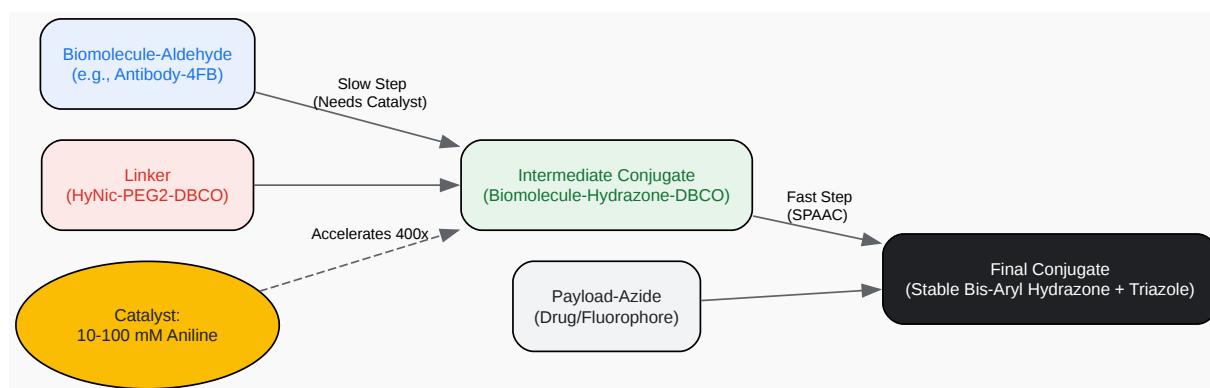 Biomolecule-Aldehyde
(e.g., Antibody-4FB)
Slow Step
(Needs Catalyst)
Linker
(HyNic-PEG2-DBCO)
Intermediate Conjugate
(Biomolecule-Hydrazone-DBCO)
Fast Step
(SPAAC)
Accelerates 400x
Catalyst:
10-100 mM Aniline
Payload-Azide
(Drug/Fluorophore)
Final Conjugate
(Stable Bis-Aryl Hydrazone + Triazole)